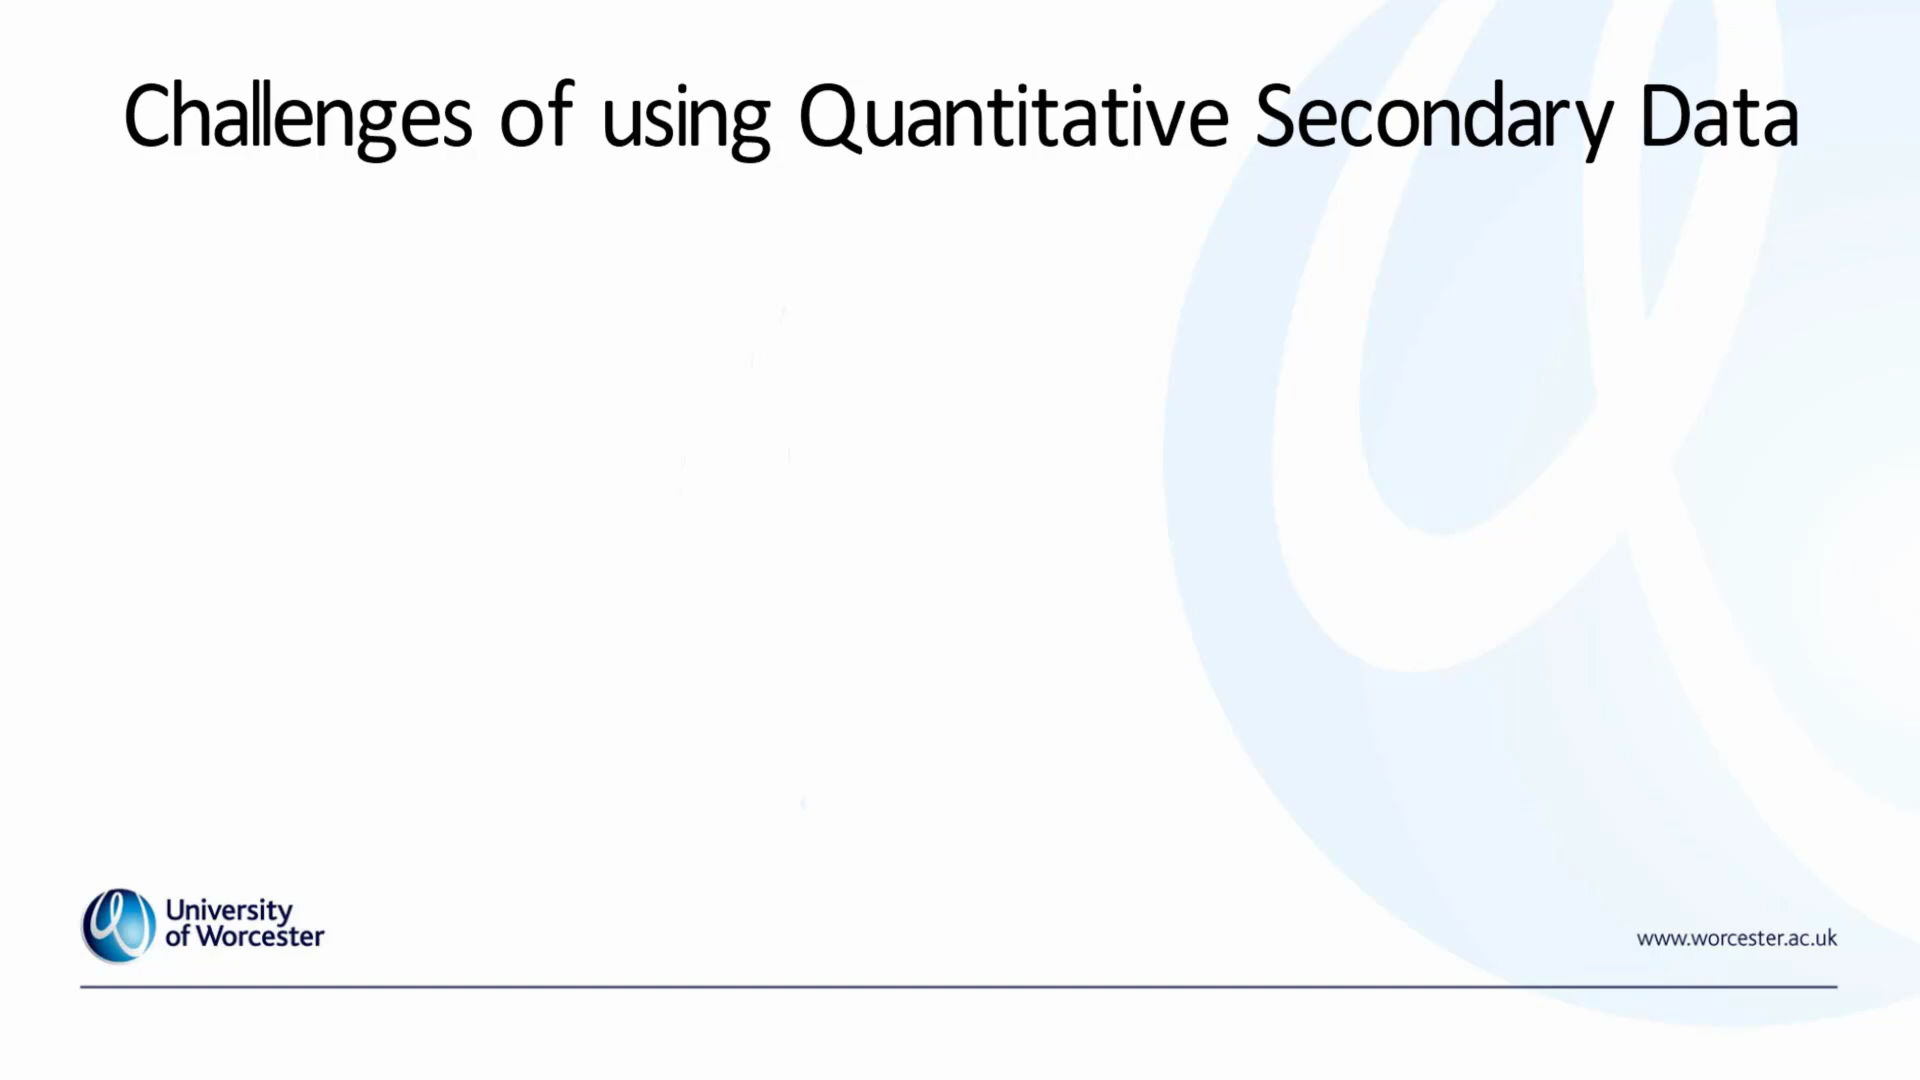 Challenges of using Quantitative Secondary Data
University
of Worcester
www.worcester.ac.uk